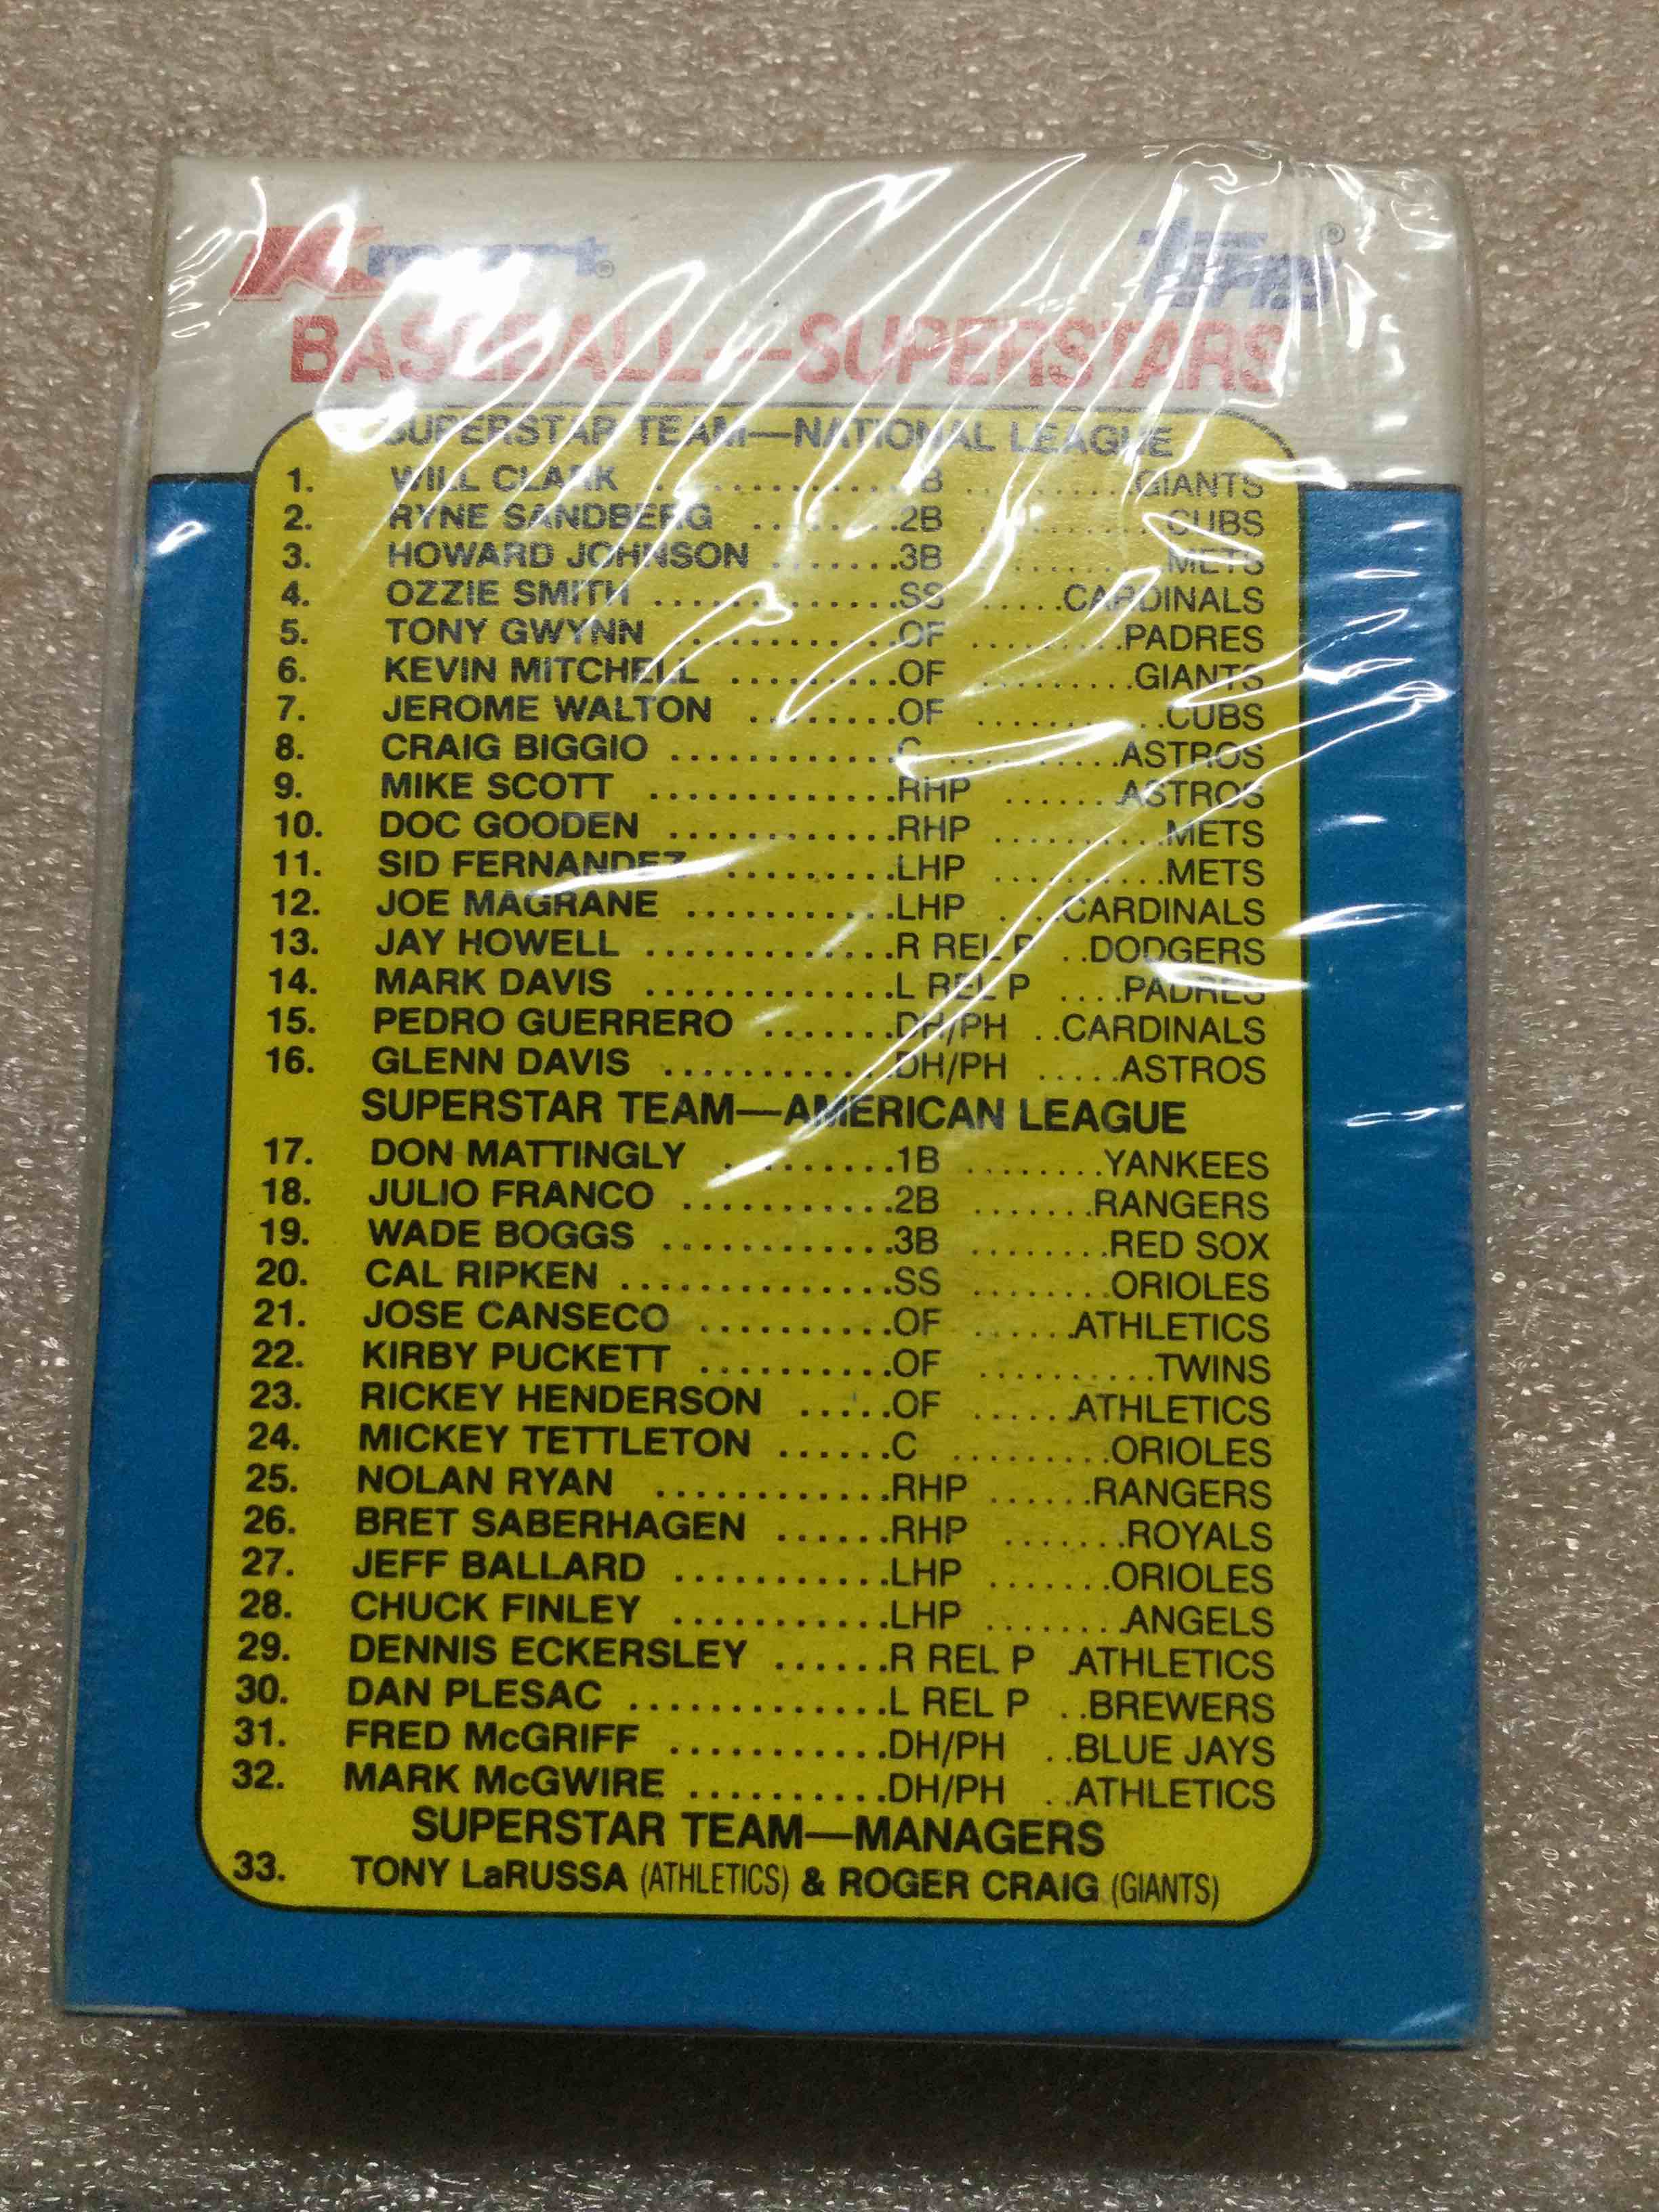 Kmart® Topps®
BASEBALL—SUPERSTARS
SUPERSTAR TEAM—NATIONAL LEAGUE
1. WILL CLARK ............... B .........GIANTS
2. RYNE SANDBERG .........2B .........CUBS
3. HOWARD JOHNSON .......3B .........METS
4. OZZIE SMITH .............SS .....CARDINALS
5. TONY GWYNN ...........OF .........PADRES
6. KEVIN MITCHELL .........OF .........GIANTS
7. JEROME WALTON ........OF ..........CUBS
8. CRAIG BIGGIO ............C .........ASTROS
9. MIKE SCOTT .............RHP .......ASTROS
10. DOC GOODEN ............RHP ..........METS
11. SID FERNANDEZ .........LHP ..........METS
12. JOE MAGRANE ...........LHP ....CARDINALS
13. JAY HOWELL .............R REL P ..DODGERS
14. MARK DAVIS .............L REL P ....PADRES
15. PEDRO GUERRERO .......DH/PH ..CARDINALS
16. GLENN DAVIS ............DH/PH .....ASTROS
SUPERSTAR TEAM—AMERICAN LEAGUE
17. DON MATTINGLY .........1B ........YANKEES
18. JULIO FRANCO ...........2B .......RANGERS
19. WADE BOGGS ............3B ........RED SOX
20. CAL RIPKEN ..............SS ........ORIOLES
21. JOSE CANSECO ..........OF ......ATHLETICS
22. KIRBY PUCKETT ..........OF ..........TWINS
23. RICKEY HENDERSON .....OF ......ATHLETICS
24. MICKEY TETTLETON ......C .........ORIOLES
25. NOLAN RYAN ............RHP ......RANGERS
26. BRET SABERHAGEN ......RHP .......ROYALS
27. JEFF BALLARD ...........LHP .......ORIOLES
28. CHUCK FINLEY ...........LHP ........ANGELS
29. DENNIS ECKERSLEY ......R REL P .ATHLETICS
30. DAN PLESAC .............L REL P ..BREWERS
31. FRED McGRIFF ...........DH/PH ..BLUE JAYS
32. MARK McGWIRE ..........DH/PH ..ATHLETICS
SUPERSTAR TEAM—MANAGERS
33. TONY LaRUSSA (ATHLETICS) & ROGER CRAIG (GIANTS)